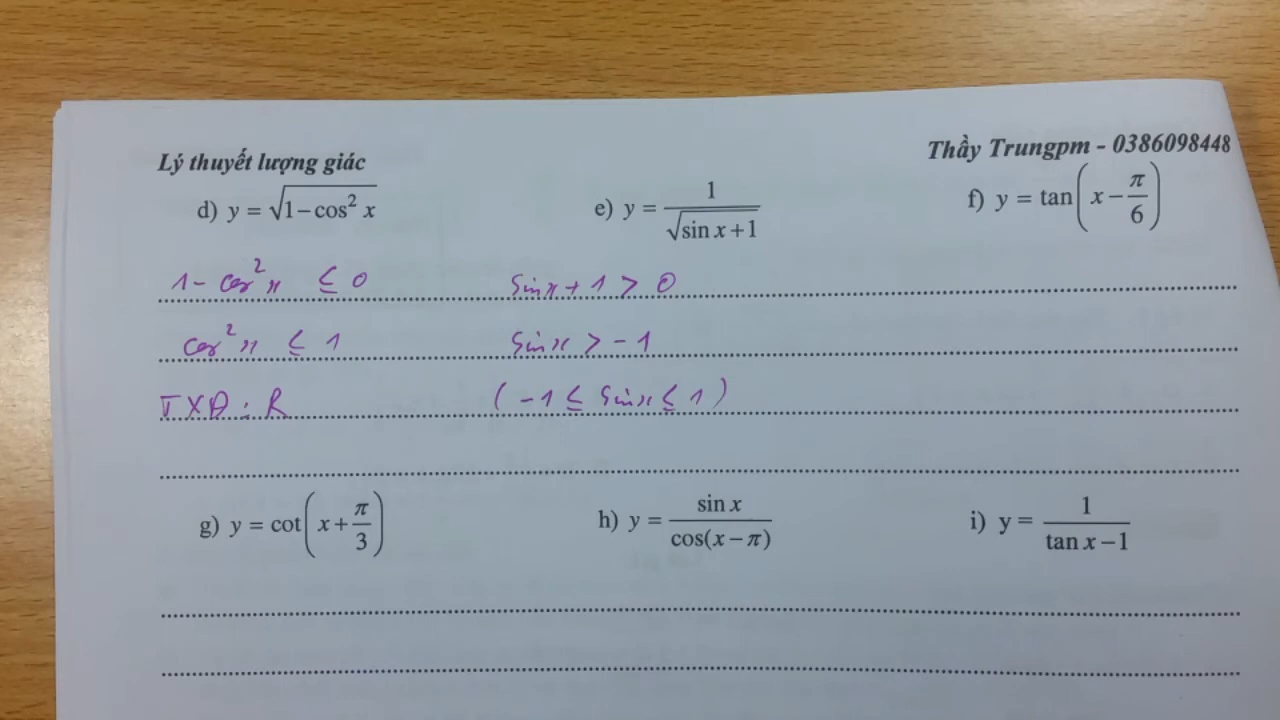 Lý thuyết lượng giác Thầy Trungpm - 0386098448
d) y = √(1−cos² x) e) y = 1/√(sin x+1) f) y = tan(x − π/6)
1 - cos²x ≤ 0 sinx + 1 > 0
cos²x ≤ 1 sinx > -1
TXĐ: R (-1 ≤ sinx ≤ 1)
g) y = cot(x + π/3) h) y = sin x/cos(x − π) i) y = 1/(tan x −1)